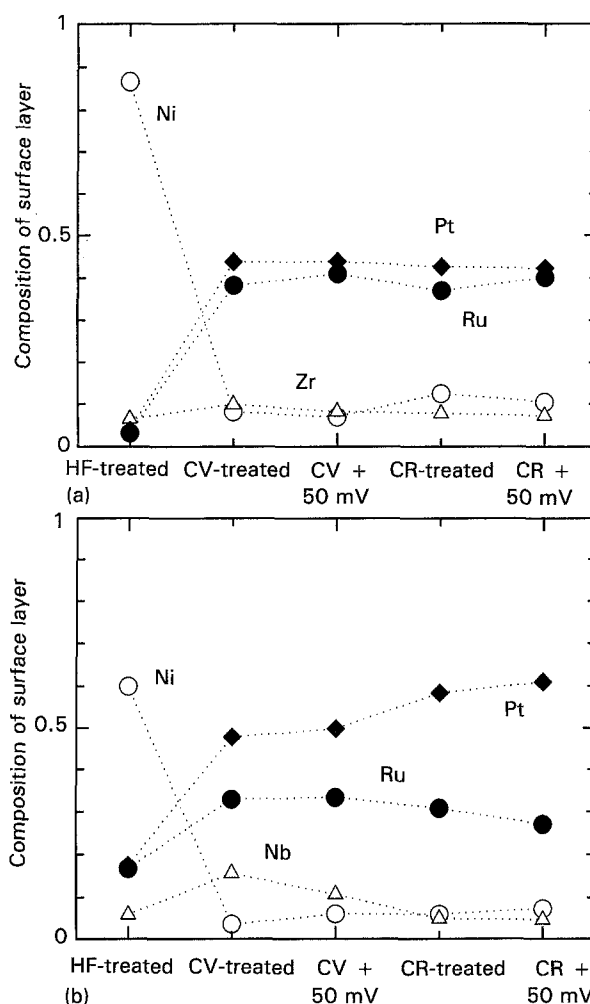 Composition of surface layer
1
0.5
0
Ni
Pt
Ru
Zr
HF-treated CV-treated CV + 50 mV CR-treated CR + 50 mV
(a)
Composition of surface layer
1
0.5
0
Ni
Pt
Ru
Nb
HF-treated CV-treated CV + 50 mV CR-treated CR + 50 mV
(b)